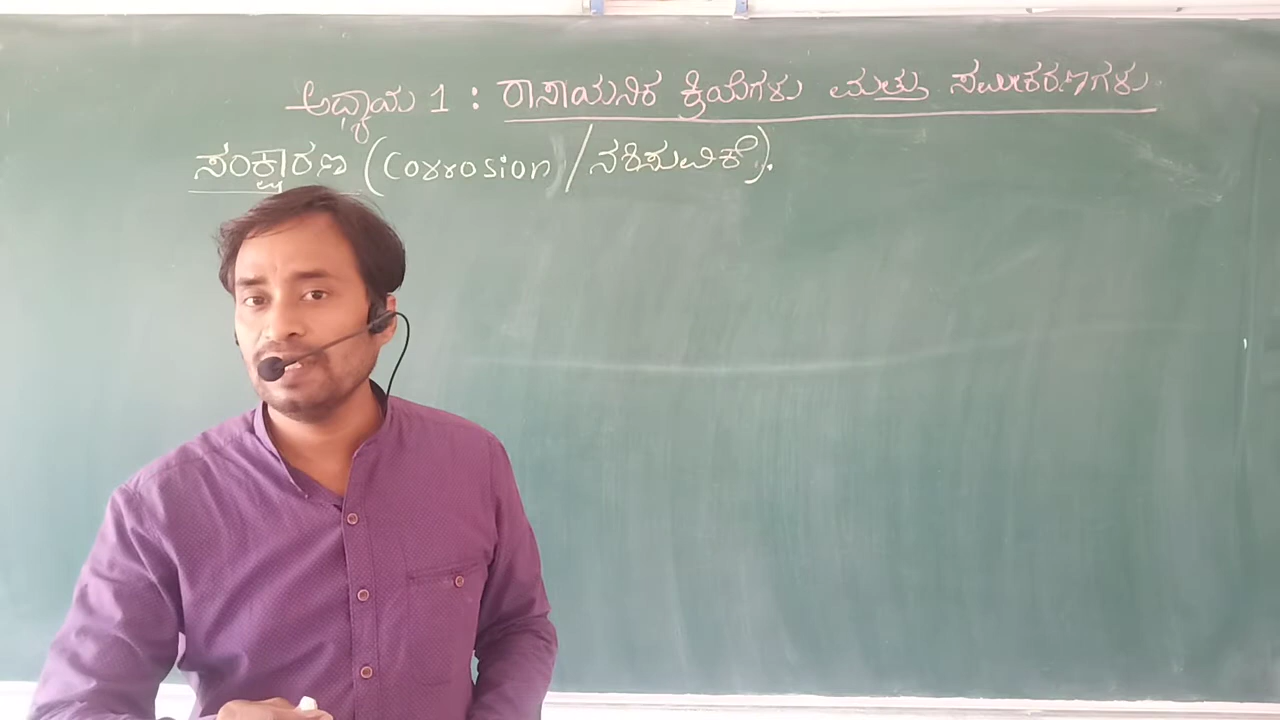 ಅಧ್ಯಾಯ 1 : ರಾಸಾಯನಿಕ ಕ್ರಿಯೆಗಳು ಮತ್ತು ಸಮೀಕರಣಗಳು
ಸಂಕ್ಷಾರಣ (Corrosion / ನಶಿಸುವಿಕೆ).